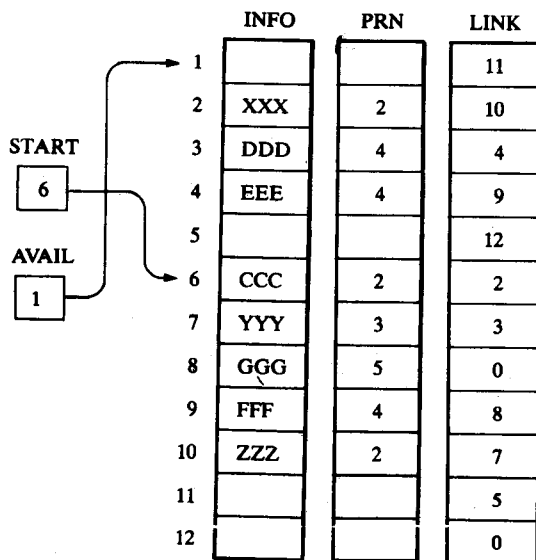 INFO PRN LINK
1 11
2 XXX 2 10
3 DDD 4 4
START
6
4 EEE 4 9
5 12
AVAIL
1
6 CCC 2 2
7 YYY 3 3
8 GGG 5 0
9 FFF 4 8
10 ZZZ 2 7
11 5
12 0